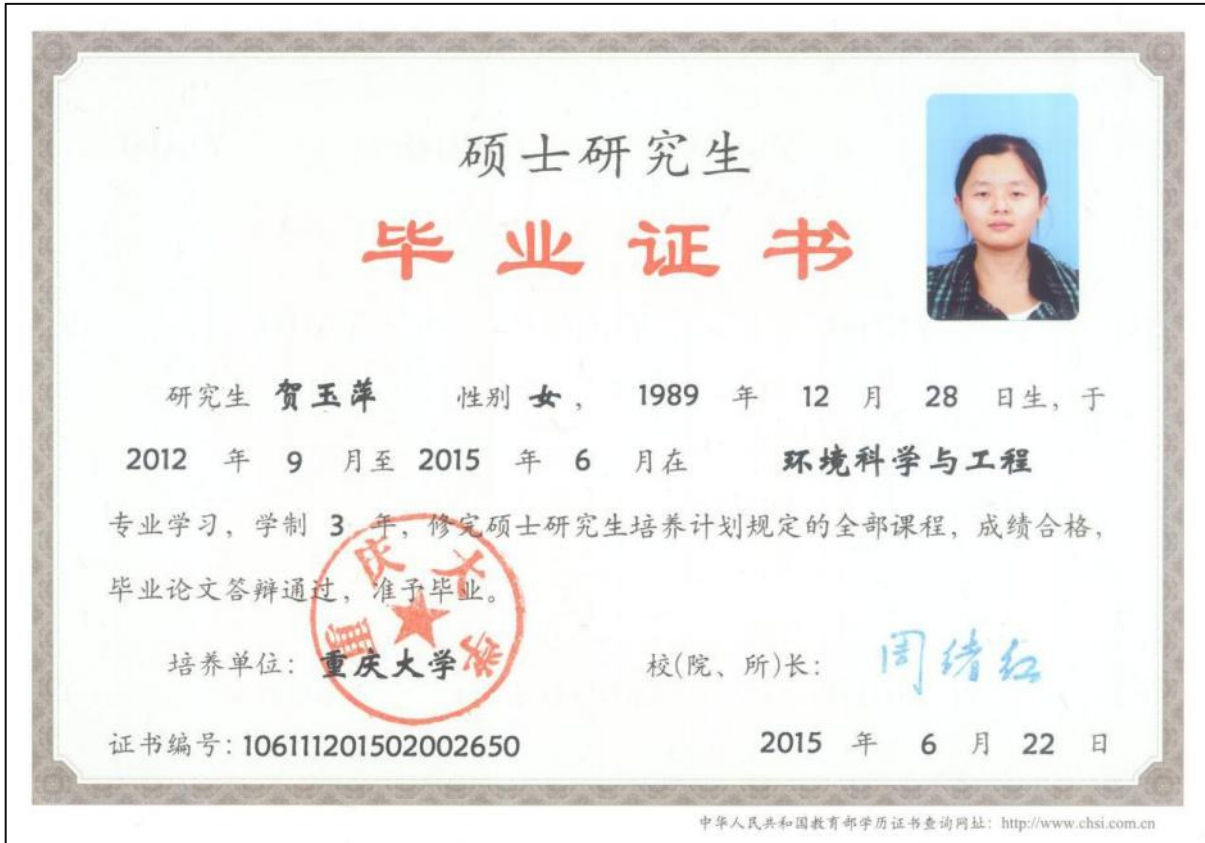 硕士研究生
毕业证书
研究生 贺玉萍 性别 女， 1989 年 12 月 28 日生，于
2012 年 9 月至 2015 年 6 月在 环境科学与工程
专业学习，学制 3 年，修完硕士研究生培养计划规定的全部课程，成绩合格，
毕业论文答辩通过，准予毕业。
重庆大学
培养单位：重庆大学 校(院、所)长：周绪红
证书编号：106111201502002650 2015 年 6 月 22 日
中华人民共和国教育部学历证书查询网址：http://www.chsi.com.cn